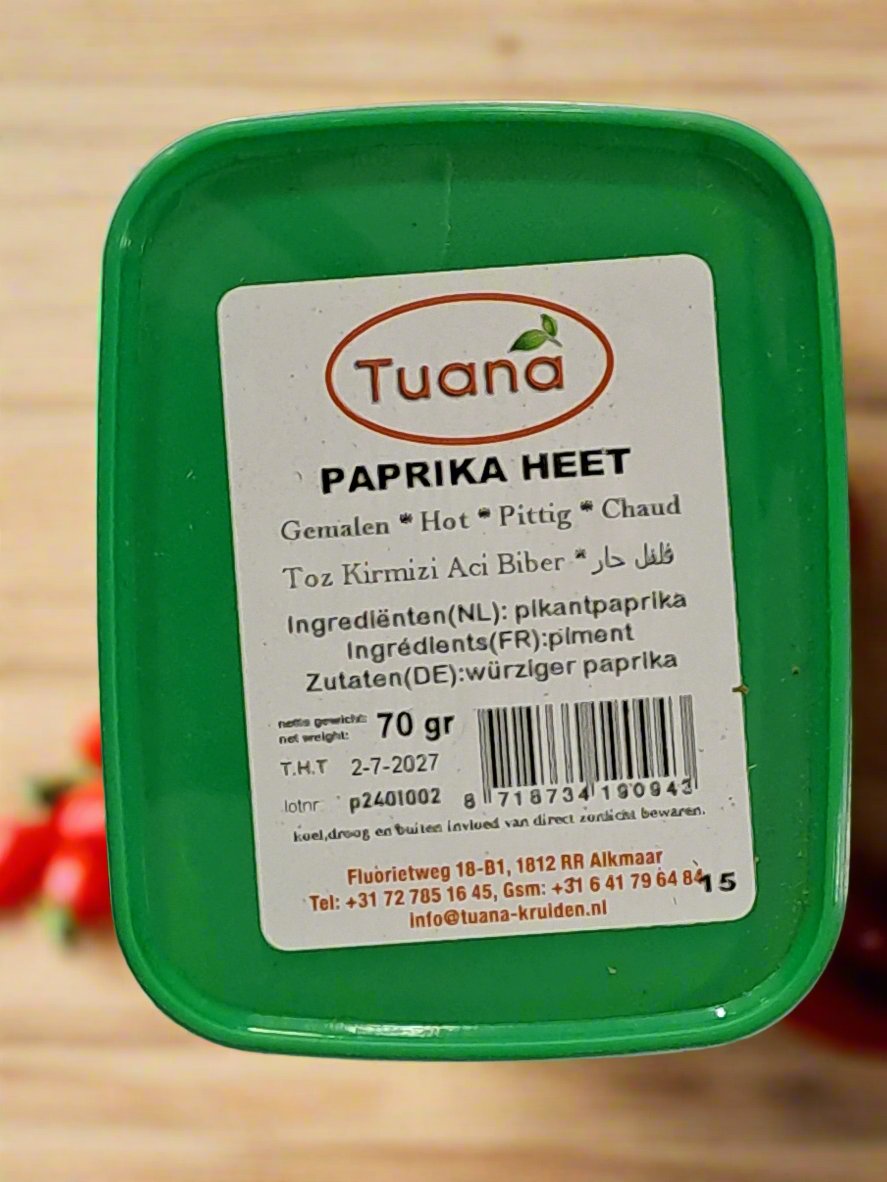 Tuana
PAPRIKA HEET
Gemalen * Hot * Pittig * Chaud
Toz Kirmizi Aci Biber * فلفل حار
Ingrediënten(NL): pikantpaprika
Ingrédients(FR):piment
Zutaten(DE):würziger paprika
netto gewicht: 70 gr
net weight:
T.H.T 2-7-2027
lotnr: p2401002
8 718734 190943
koel,droog en buiten invloed van direct zonlicht bewaren.
Fluorietweg 18-B1, 1812 RR Alkmaar
Tel: +31 72 785 16 45, Gsm: +31 6 41 79 64 84
15
info@tuana-kruiden.nl